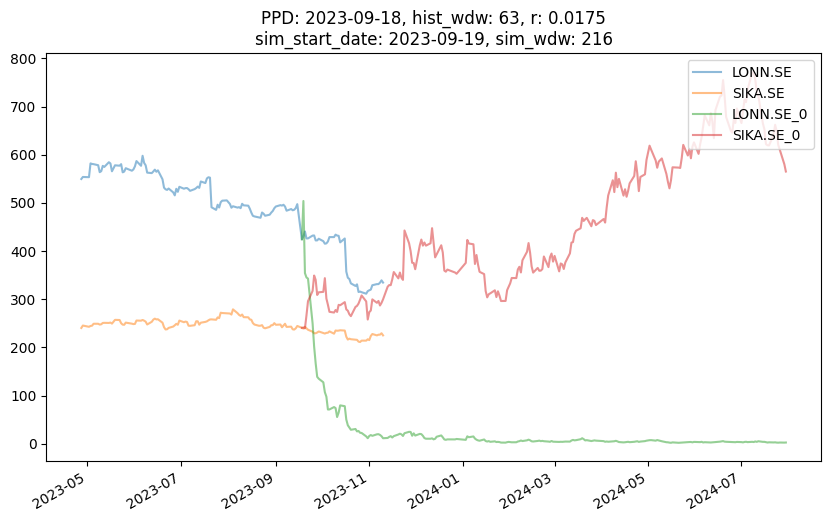 PPD: 2023-09-18, hist_wdw: 63, r: 0.0175
sim_start_date: 2023-09-19, sim_wdw: 216
800
700
600
500
400
300
200
100
0
LONN.SE
SIKA.SE
LONN.SE_0
SIKA.SE_0
2023-05
2023-07
2023-09
2023-11
2024-01
2024-03
2024-05
2024-07